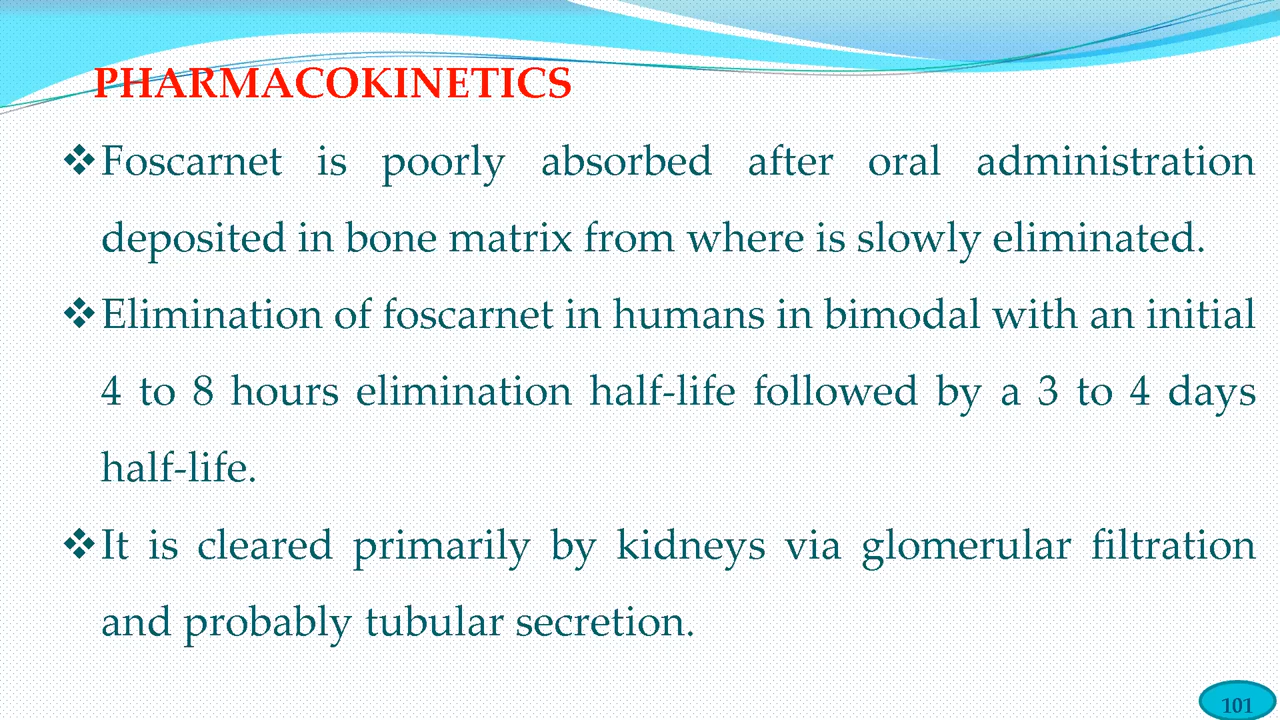 PHARMACOKINETICS
❖Foscarnet is poorly absorbed after oral administration
deposited in bone matrix from where is slowly eliminated.
❖Elimination of foscarnet in humans in bimodal with an initial
4 to 8 hours elimination half-life followed by a 3 to 4 days
half-life.
❖It is cleared primarily by kidneys via glomerular filtration
and probably tubular secretion.
101